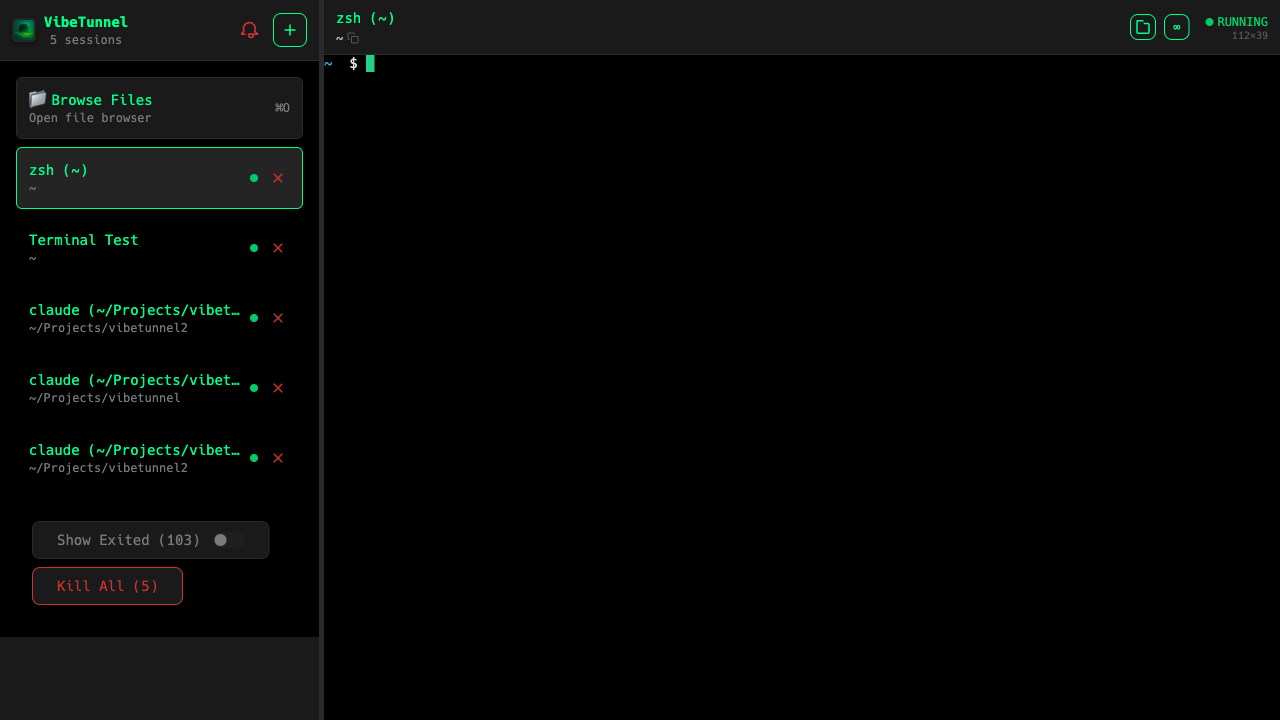 VibeTunnel
5 sessions
Browse Files
Open file browser
⌘O
zsh (~)
~
Terminal Test
~
claude (~/Projects/vibet…
~/Projects/vibetunnel2
claude (~/Projects/vibet…
~/Projects/vibetunnel
claude (~/Projects/vibet…
~/Projects/vibetunnel2
Show Exited (103)
Kill All (5)
zsh (~)
~
∞
RUNNING
112×39
~ $